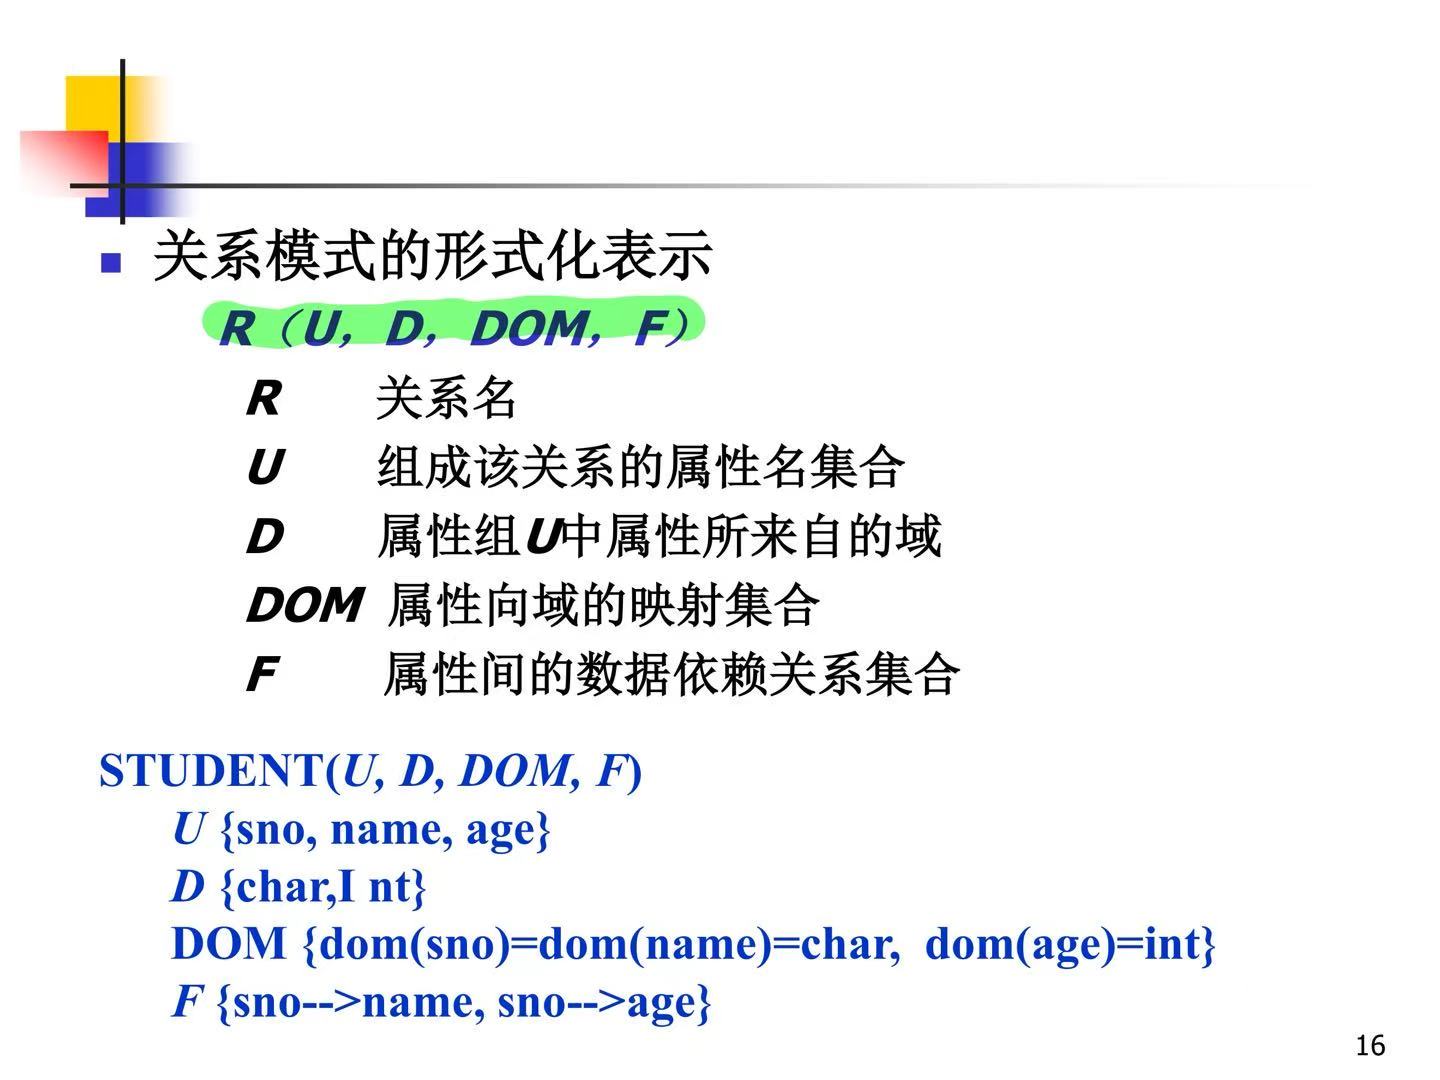 关系模式的形式化表示
R（U，D，DOM，F）
R 关系名
U 组成该关系的属性名集合
D 属性组U中属性所来自的域
DOM 属性向域的映射集合
F 属性间的数据依赖关系集合
STUDENT(U, D, DOM, F)
U {sno, name, age}
D {char,I nt}
DOM {dom(sno)=dom(name)=char, dom(age)=int}
F {sno-->name, sno-->age}
16